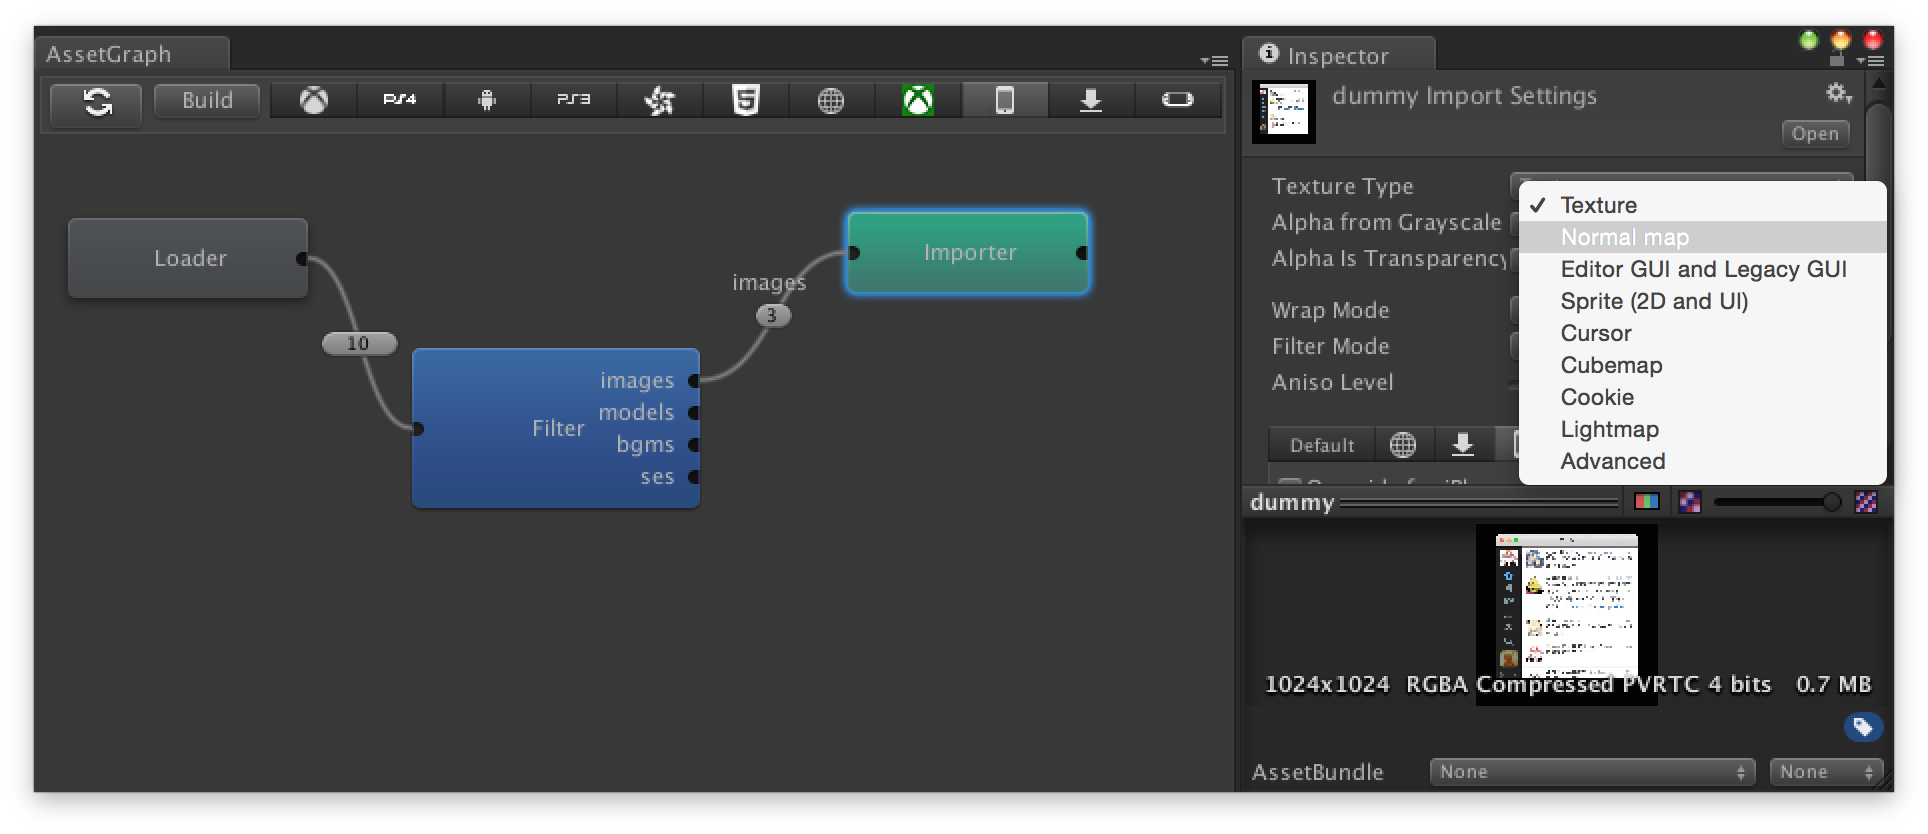 AssetGraph
Build
PS4
PS3
Loader
10
Filter
images
models
bgms
ses
images
3
Importer
Inspector
dummy Import Settings
Open
Texture Type
Alpha from Grayscale
Alpha Is Transparency
Wrap Mode
Filter Mode
Aniso Level
Texture
Normal map
Editor GUI and Legacy GUI
Sprite (2D and UI)
Cursor
Cubemap
Cookie
Lightmap
Advanced
Default
dummy
1024x1024 RGBA Compressed PVRTC 4 bits 0.7 MB
AssetBundle
None
None